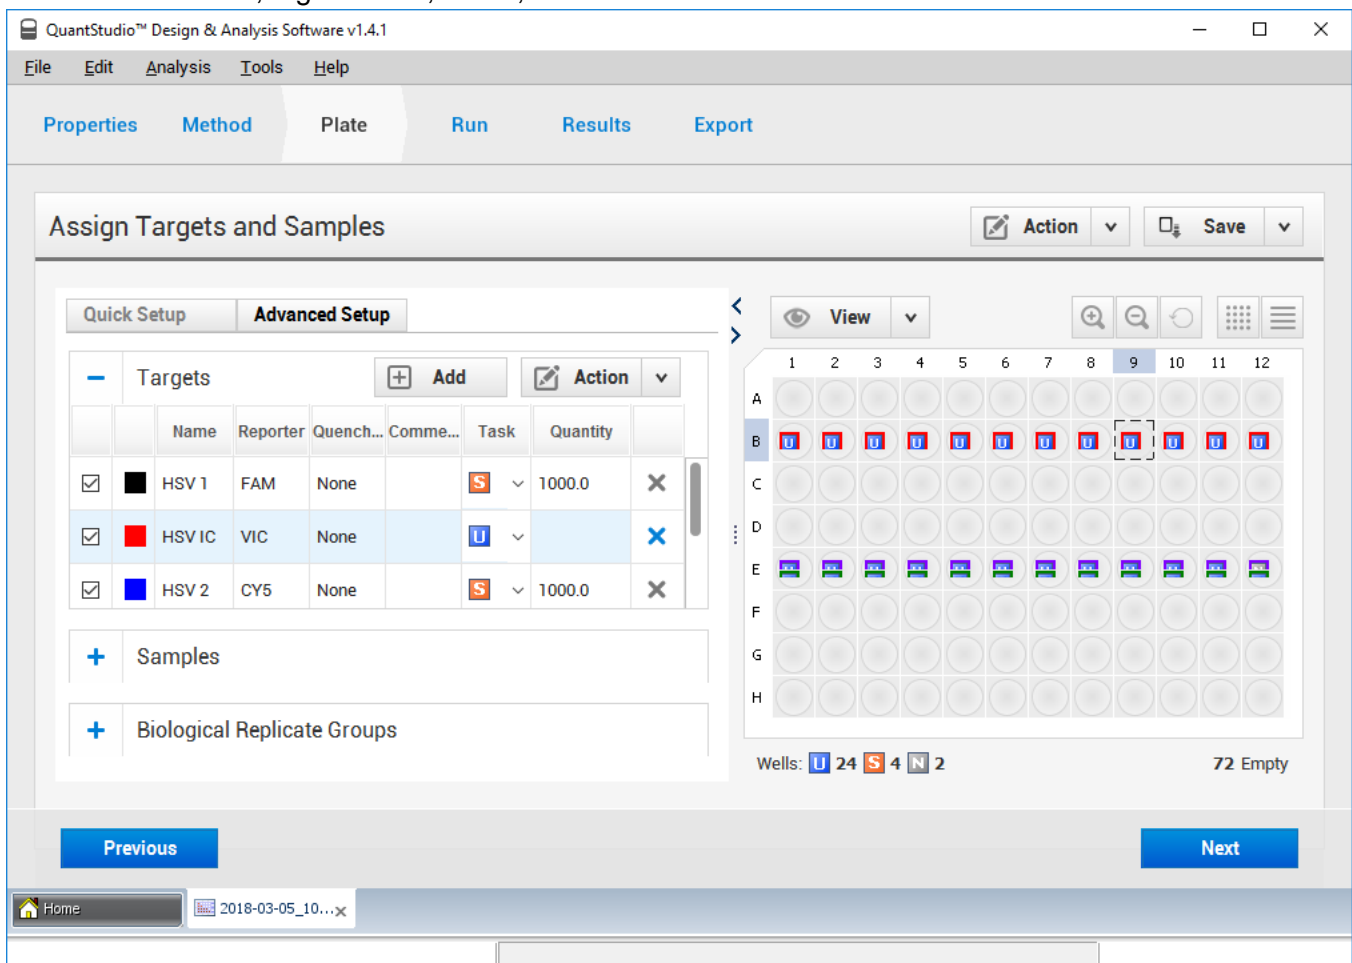 QuantStudio™ Design & Analysis Software v1.4.1
File Edit Analysis Tools Help
Properties Method Plate Run Results Export
Assign Targets and Samples
Action
Save
Quick Setup Advanced Setup
View
Targets
Add
Action
Name Reporter Quench... Comme... Task Quantity
HSV 1 FAM None S 1000.0
HSV IC VIC None U
HSV 2 CY5 None S 1000.0
Samples
Biological Replicate Groups
1 2 3 4 5 6 7 8 9 10 11 12
A
B U U U U U U U U U U U U
C
D
E
F
G
H
Wells: U 24 S 4 N 2 72 Empty
Previous
Next
Home 2018-03-05_10...